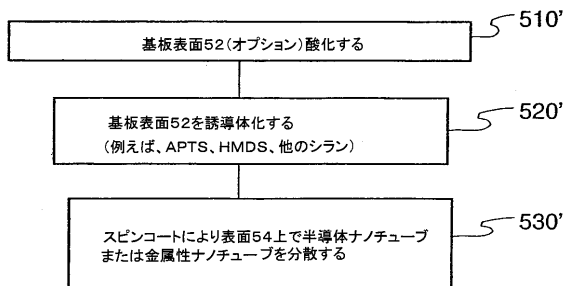 510'
基板表面52(オプション)酸化する
520'
基板表面52を誘導体化する
(例えば、APTS、HMDS、他のシラン)
530'
スピンコートにより表面54上で半導体ナノチューブ
または金属性ナノチューブを分散する